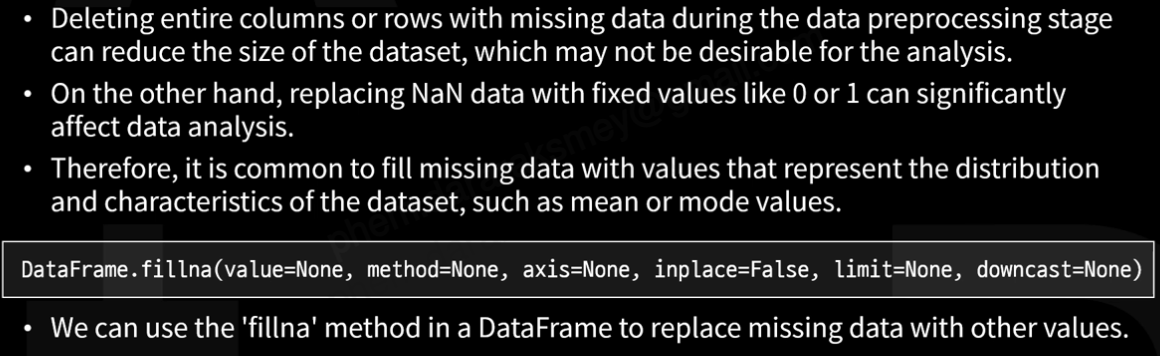 • Deleting entire columns or rows with missing data during the data preprocessing stage
can reduce the size of the dataset, which may not be desirable for the analysis.
• On the other hand, replacing NaN data with fixed values like 0 or 1 can significantly
affect data analysis.
• Therefore, it is common to fill missing data with values that represent the distribution
and characteristics of the dataset, such as mean or mode values.
DataFrame.fillna(value=None, method=None, axis=None, inplace=False, limit=None, downcast=None)
• We can use the 'fillna' method in a DataFrame to replace missing data with other values.